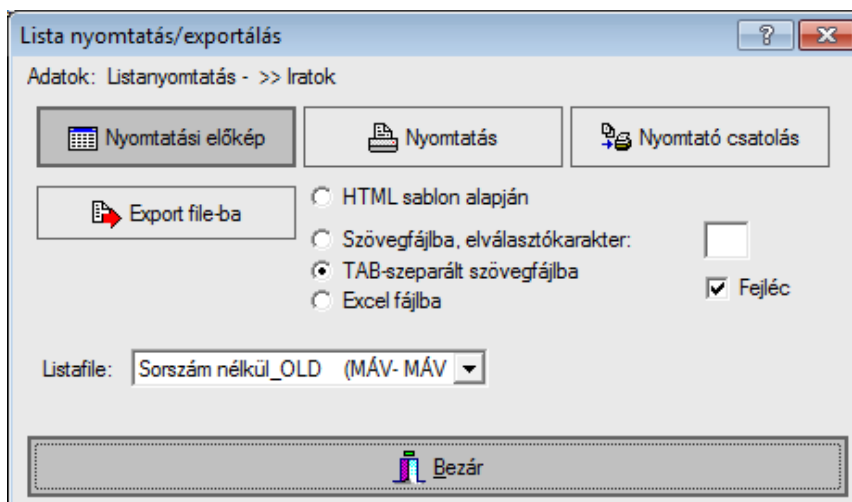 Lista nyomtatás/exportálás
Adatok: Listanyomtatás - >> Iratok
Nyomtatási előkép
Nyomtatás
Nyomtató csatolás
Export file-ba
HTML sablon alapján
Szövegfájlba, elválasztókarakter:
TAB-szeparált szövegfájlba
Excel fájlba
Fejléc
Listafile: Sorszám nélkül_OLD (MÁV- MÁV
Bezár